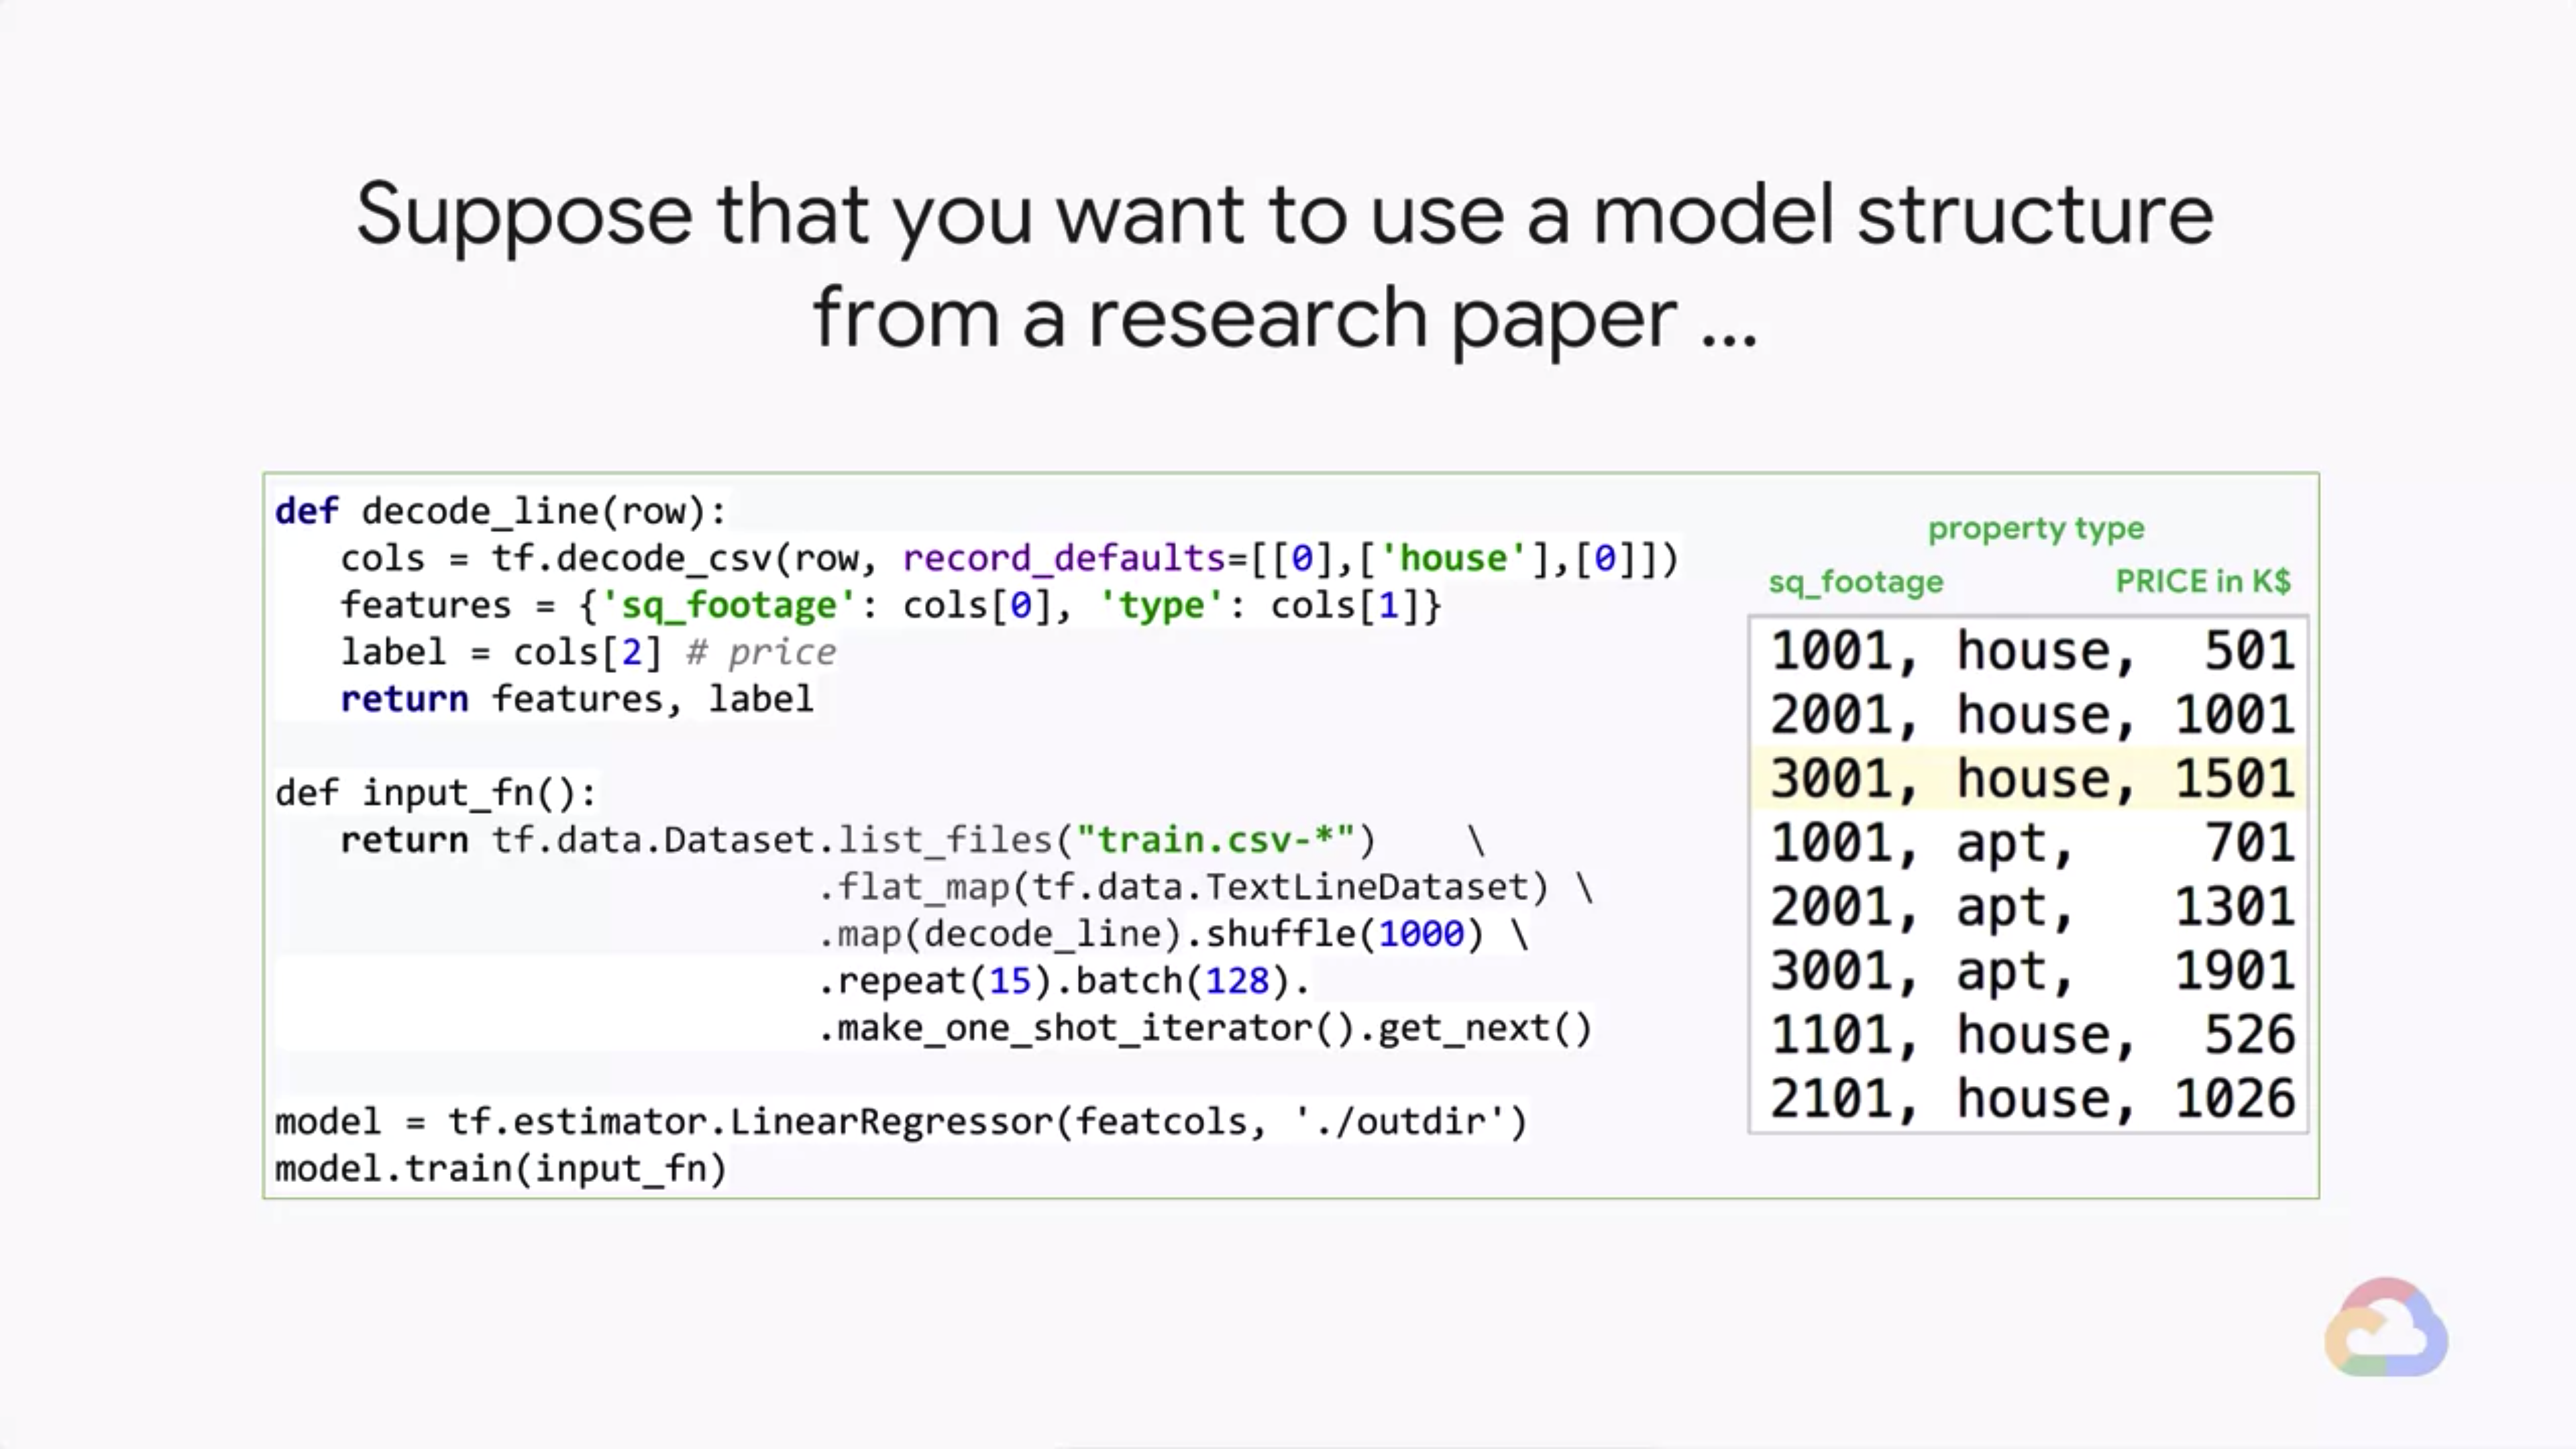 Suppose that you want to use a model structure
from a research paper ...
def decode_line(row):
   cols = tf.decode_csv(row, record_defaults=[[0],['house'],[0]])
   features = {'sq_footage': cols[0], 'type': cols[1]}
   label = cols[2] # price
   return features, label
def input_fn():
   return tf.data.Dataset.list_files("train.csv-*")    \
                         .flat_map(tf.data.TextLineDataset) \
                         .map(decode_line).shuffle(1000) \
                         .repeat(15).batch(128).
                         .make_one_shot_iterator().get_next()
model = tf.estimator.LinearRegressor(featcols, './outdir')
model.train(input_fn)
property type
sq_footage PRICE in K$
1001, house,  501
2001, house, 1001
3001, house, 1501
1001, apt,    701
2001, apt,   1301
3001, apt,   1901
1101, house,  526
2101, house, 1026